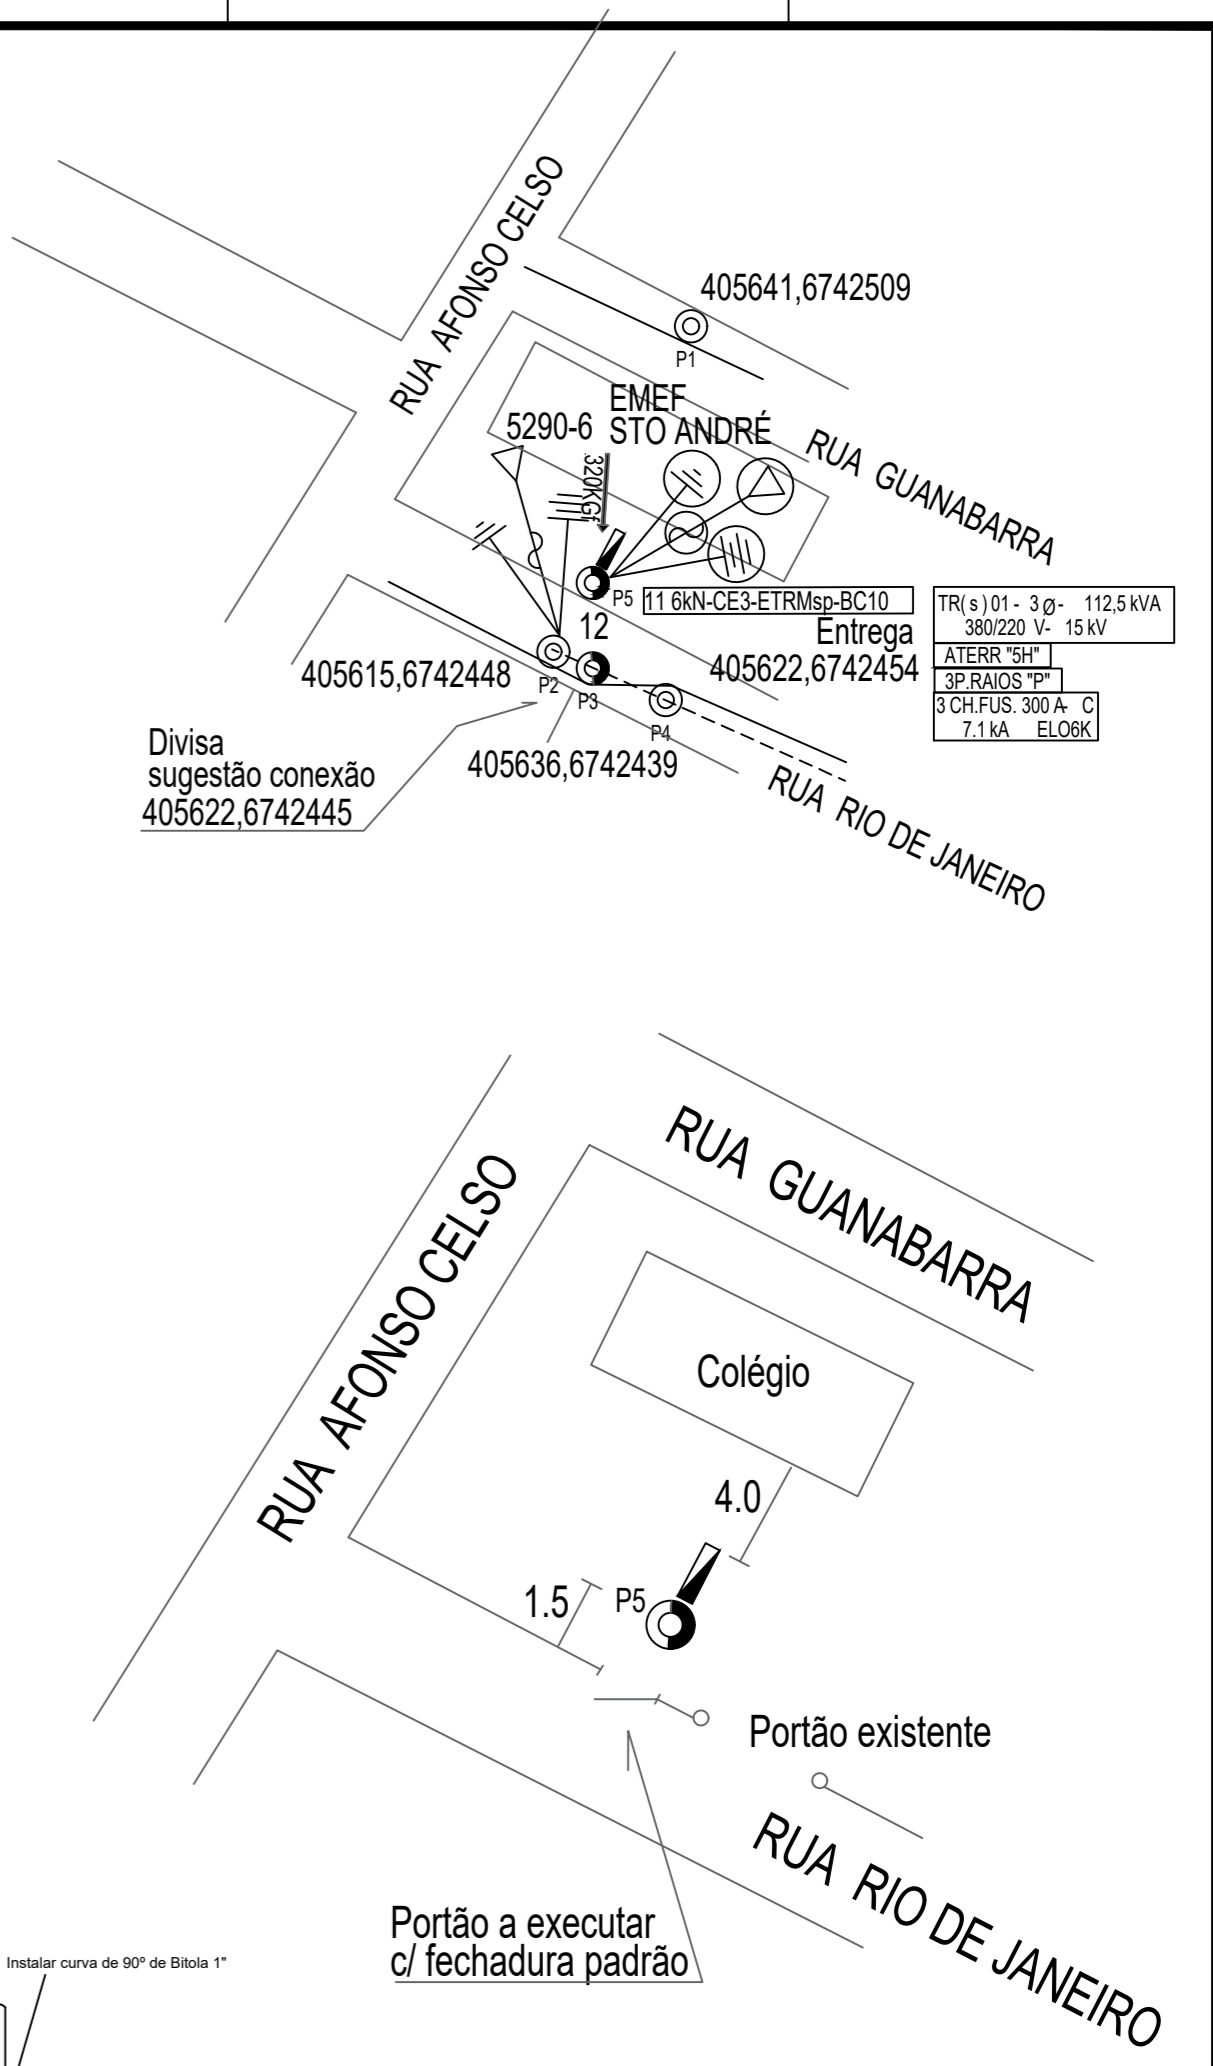 RUA AFONSO CELSO
405641,6742509
P1
EMEF
5290-6 STO ANDRÉ
RUA GUANABARRA
320KGf
P5
11 6kN-CE3-ETRMsp-BC10
TR(s)01 - 3Ø - 112,5 kVA
380/220 V- 15 kV
12
Entrega
405622,6742454
ATERR "5H"
3P.RAIOS "P"
3 CH.FUS. 300 A- C
7.1 kA ELO6K
405615,6742448
P2
P3
P4
Divisa
sugestão conexão
405622,6742445
405636,6742439
RUA RIO DE JANEIRO
RUA GUANABARRA
RUA AFONSO CELSO
Colégio
4.0
1.5
P5
Portão existente
RUA RIO DE JANEIRO
Portão a executar
c/ fechadura padrão
Instalar curva de 90º de Bitola 1"